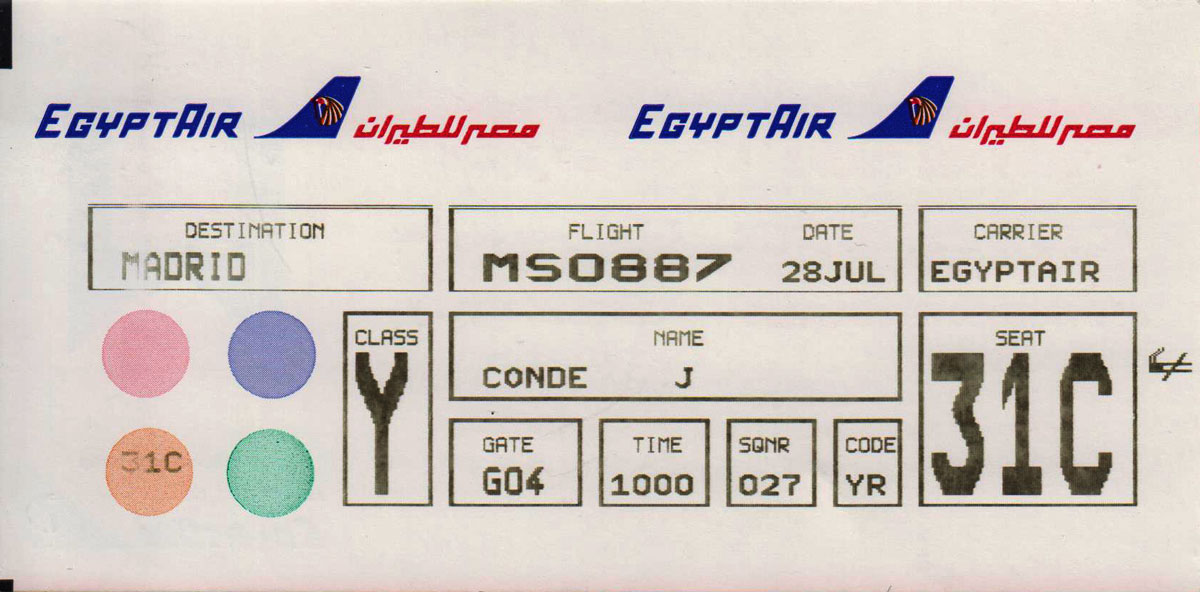 EGYPTAIR مصر للطيران EGYPTAIR مصر للطيران
DESTINATION
MADRID
FLIGHT DATE
MS0887 28JUL
CARRIER
EGYPTAIR
CLASS
Y
NAME
CONDE J
SEAT
31C
31C
GATE
G04
TIME
1000
SQNR
027
CODE
YR